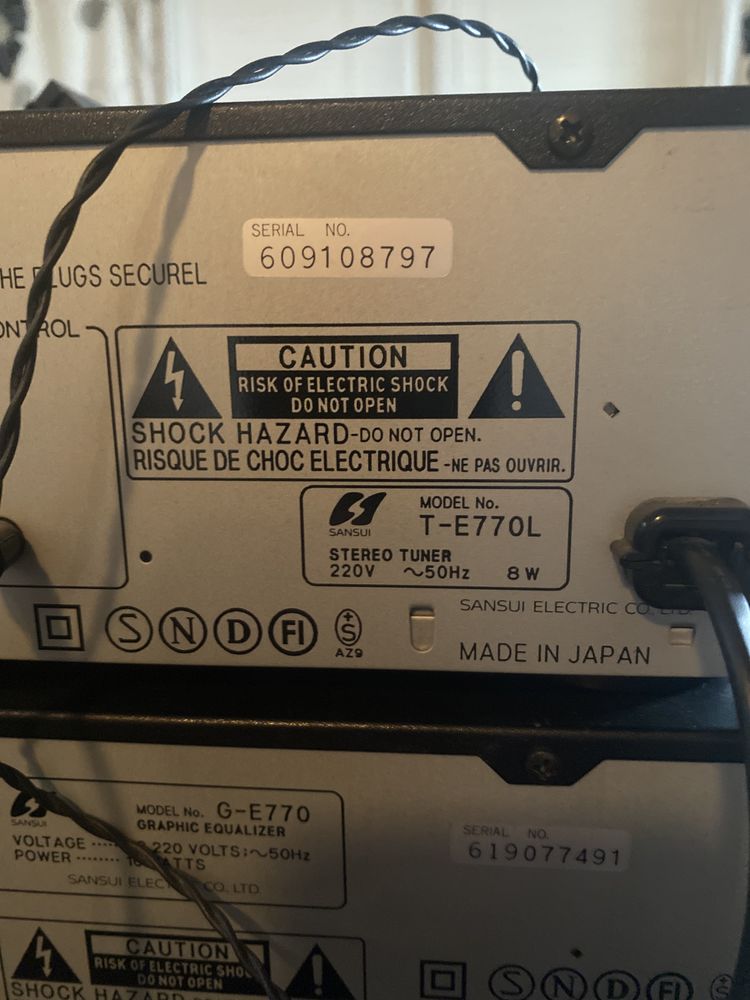 SERIAL NO.
609108797
HE PLUGS SECUREL
ONTROL
CAUTION
RISK OF ELECTRIC SHOCK
DO NOT OPEN
SHOCK HAZARD-DO NOT OPEN.
RISQUE DE CHOC ELECTRIQUE -NE PAS OUVRIR.
SANSUI
MODEL No.
T-E770L
STEREO TUNER
220V ～50Hz 8W
SANSUI ELECTRIC CO. LTD.
S N D FI +S
AZ9
MADE IN JAPAN
SANSUI
MODEL No. G-E770
GRAPHIC EQUALIZER
VOLTAGE ..... 220 VOLTS;～50Hz
POWER ........ WATTS
SANSUI ELEC CO. LTD.
SERIAL NO.
619077491
CAUTION
RISK OF ELECTRIC SHO
DO NOT OPEN
SHOCK HAZARD
S N D FI S